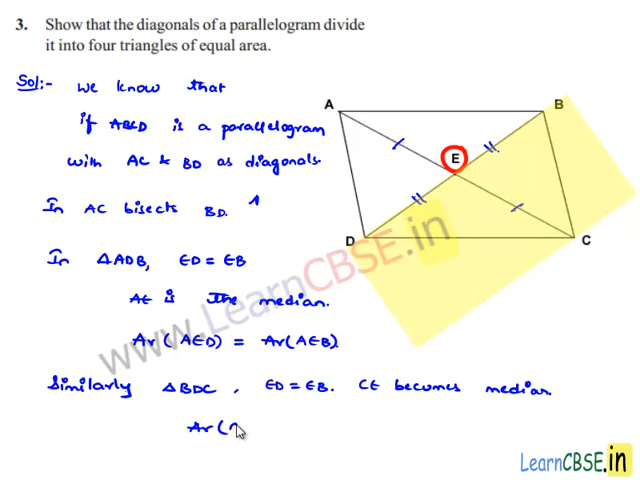 3. Show that the diagonals of a parallelogram divide
it into four triangles of equal area.
Sol:- We know that
if ABCD is a parallelogram
with AC & BD as diagonals.
In AC bisects BD.
In ΔADB, ED = EB
AE is the median.
Ar (AED) = Ar(AEB)
Similarly ΔBDC, ED = EB. CE becomes median.
Ar(
A
B
E
D
C
www.LearnCBSE.in
LearnCBSE.in